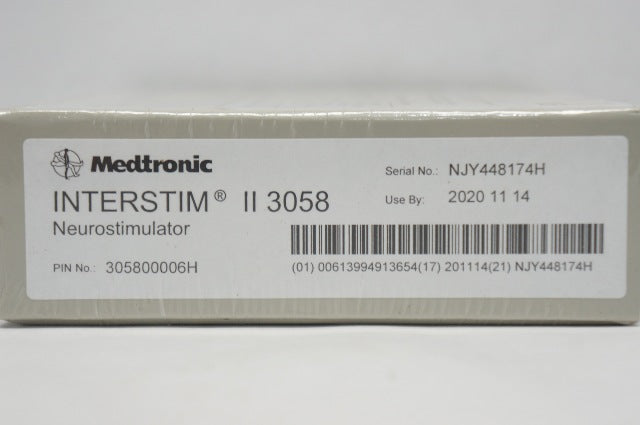 Medtronic
INTERSTIM® II 3058
Neurostimulator
PIN No.: 305800006H
Serial No.: NJY448174H
Use By: 2020 11 14
(01) 00613994913654(17) 201114(21) NJY448174H